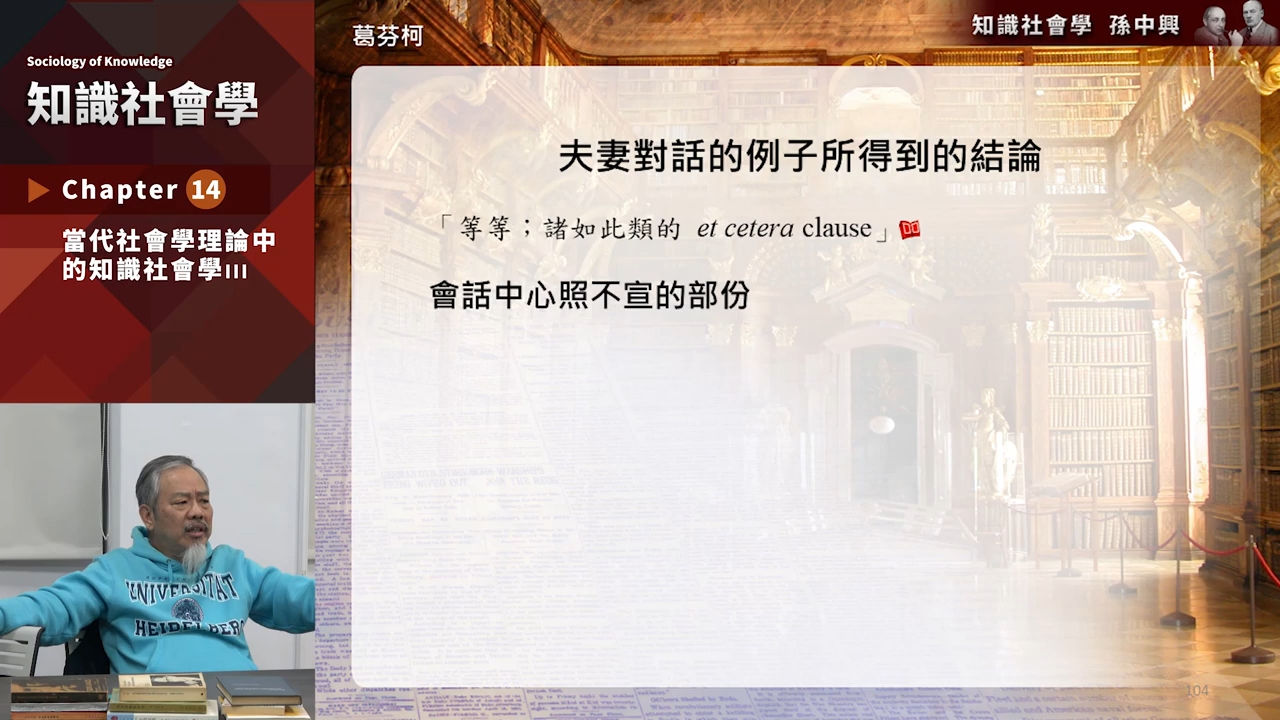 Sociology of Knowledge
知識社會學
Chapter 14
當代社會學理論中
的知識社會學III
葛芬柯
知識社會學 孫中興
夫妻對話的例子所得到的結論
「等等；諸如此類的 et cetera clause」
會話中心照不宣的部份
UNIVERSITAT
HEIDELBERG
104